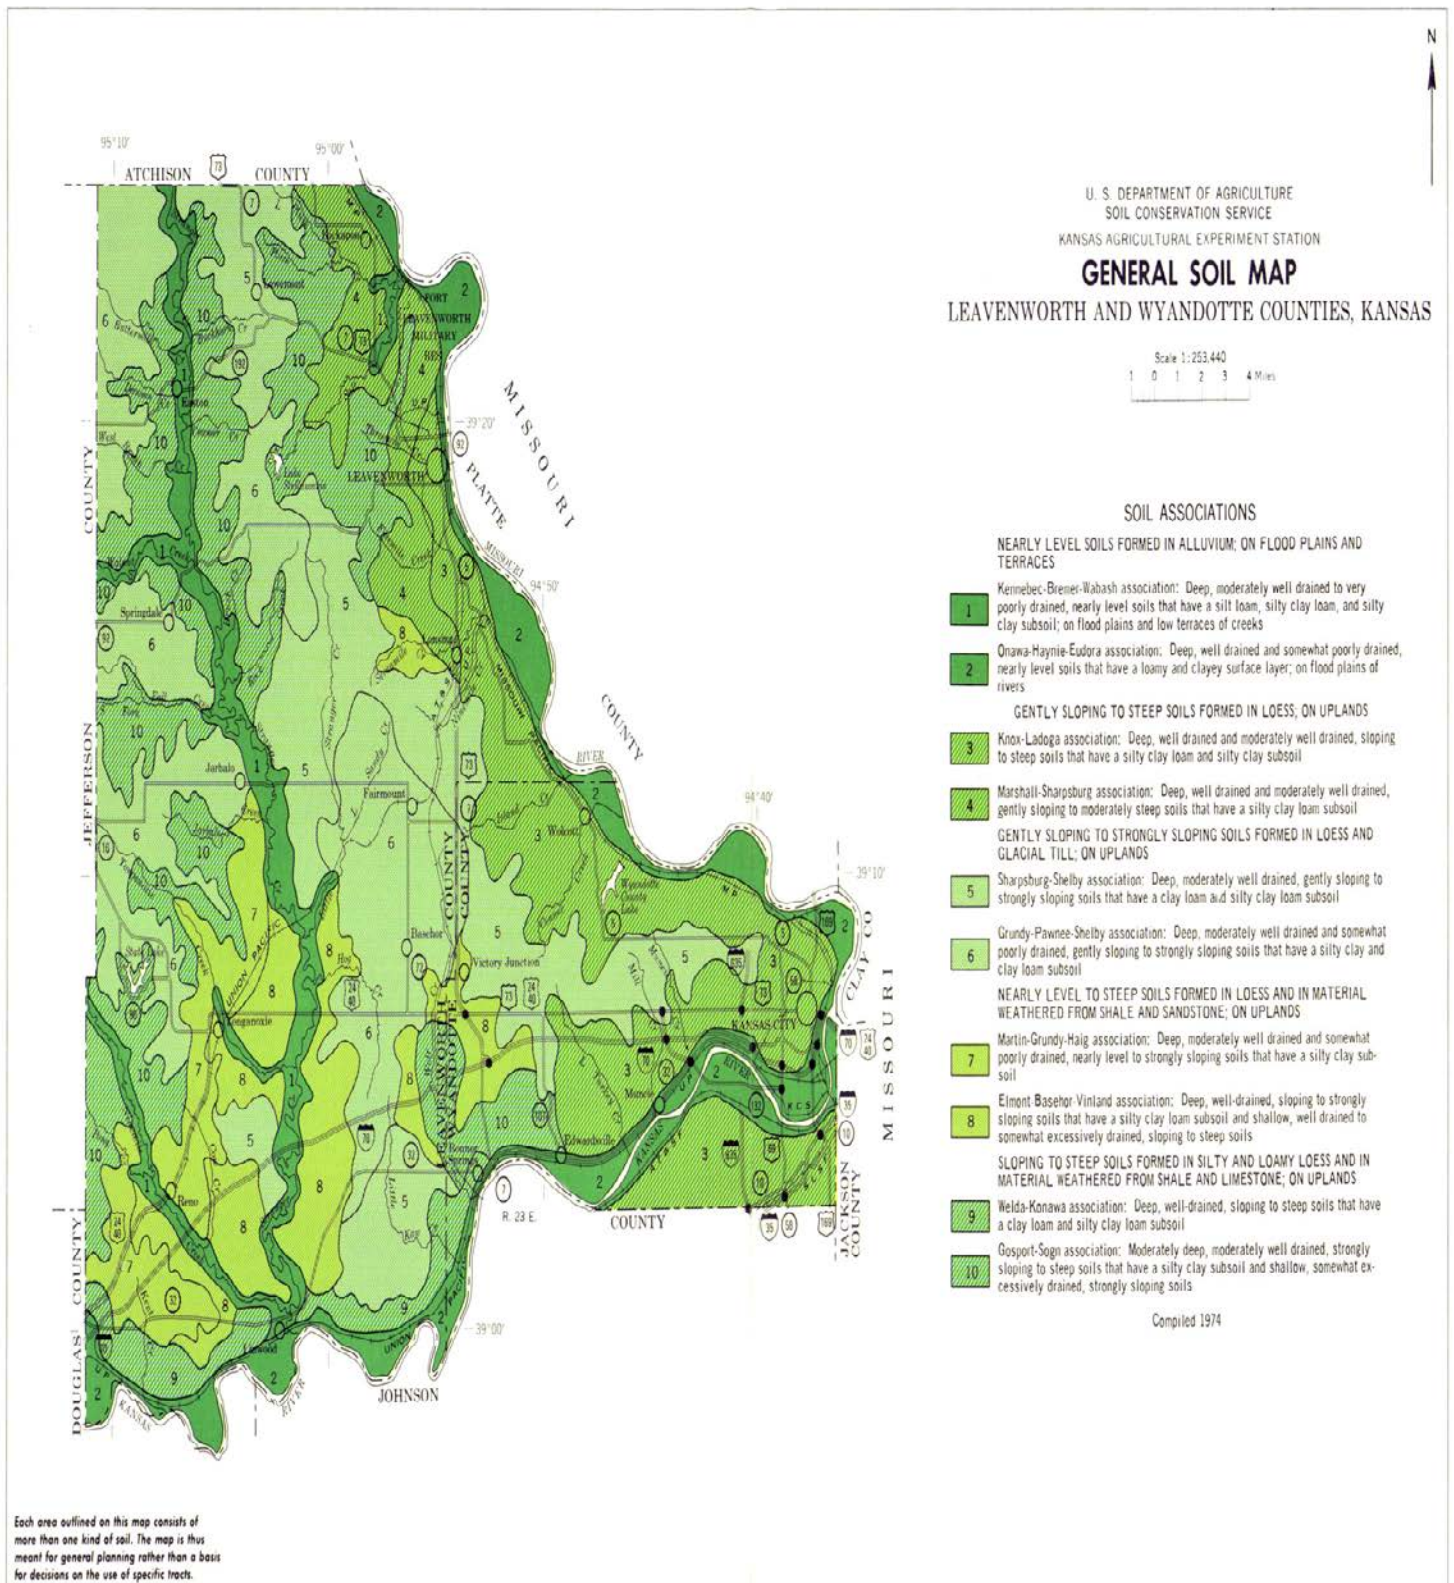 N
95°10'
95°00'
73
ATCHISON COUNTY
U. S. DEPARTMENT OF AGRICULTURE
SOIL CONSERVATION SERVICE
KANSAS AGRICULTURAL EXPERIMENT STATION
GENERAL SOIL MAP
LEAVENWORTH AND WYANDOTTE COUNTIES, KANSAS
Scale 1:253,440
1 0 1 2 3 4 Miles
SOIL ASSOCIATIONS
NEARLY LEVEL SOILS FORMED IN ALLUVIUM; ON FLOOD PLAINS AND
TERRACES
1 Kennebec-Bremer-Wabash association: Deep, moderately well drained to very
poorly drained, nearly level soils that have a silt loam, silty clay loam, and silty
clay subsoil; on flood plains and low terraces of creeks
2 Onawa-Haynie-Eudora association: Deep, well drained and somewhat poorly drained,
nearly level soils that have a loamy and clayey surface layer; on flood plains of
rivers
GENTLY SLOPING TO STEEP SOILS FORMED IN LOESS; ON UPLANDS
3 Knox-Ladoga association: Deep, well drained and moderately well drained, sloping
to steep soils that have a silty clay loam and silty clay subsoil
4 Marshall-Sharpsburg association: Deep, well drained and moderately well drained,
gently sloping to moderately steep soils that have a silty clay loam subsoil
GENTLY SLOPING TO STRONGLY SLOPING SOILS FORMED IN LOESS AND
GLACIAL TILL; ON UPLANDS
5 Sharpsburg-Shelby association: Deep, moderately well drained, gently sloping to
strongly sloping soils that have a clay loam and silty clay loam subsoil
6 Grundy-Pawnee-Shelby association: Deep, moderately well drained and somewhat
poorly drained, gently sloping to strongly sloping soils that have a silty clay and
clay loam subsoil
NEARLY LEVEL TO STEEP SOILS FORMED IN LOESS AND IN MATERIAL
WEATHERED FROM SHALE AND SANDSTONE; ON UPLANDS
7 Martin-Grundy-Haig association: Deep, moderately well drained and somewhat
poorly drained, nearly level to strongly sloping soils that have a silty clay sub-
soil
8 Elmont-Basehor-Vinland association: Deep, well-drained, sloping to strongly
sloping soils that have a silty clay loam subsoil and shallow, well drained to
somewhat excessively drained, sloping to steep soils
SLOPING TO STEEP SOILS FORMED IN SILTY AND LOAMY LOESS AND IN
MATERIAL WEATHERED FROM SHALE AND LIMESTONE; ON UPLANDS
9 Welda-Konawa association: Deep, well-drained, sloping to steep soils that have
a clay loam and silty clay loam subsoil
10 Gosport-Sogn association: Moderately deep, moderately well drained, strongly
sloping to steep soils that have a silty clay subsoil and shallow, somewhat ex-
cessively drained, strongly sloping soils
Compiled 1974
Kickapoo
Lowemont
FORT
LEAVENWORTH
MILITARY
RES
Easton
39°20'
MISSOURI
PLATTE
COUNTY
LEAVENWORTH
MISSOURI
RIVER
94°50'
Springdale
Lansing
JEFFERSON COUNTY
Jarbalo
Fairmount
Wolcott
94°40'
39°10'
Wyandotte
County
Lake
Basehor
Victory Junction
State Lake
UNION PACIFIC
Tonganoxie
LEAVENWORTH COUNTY
WYANDOTTE COUNTY
KANSAS CITY
CLAY CO
MISSOURI
Muncie
KANSAS RIVER
Edwardsville
Bonner
Springs
Reno
R. 23 E.
COUNTY
JACKSON
COUNTY
DOUGLAS COUNTY
Linwood
UNION PACIFIC
39°00'
JOHNSON
KANSAS
RIVER
Each area outlined on this map consists of
more than one kind of soil. The map is thus
meant for general planning rather than a basis
for decisions on the use of specific tracts.